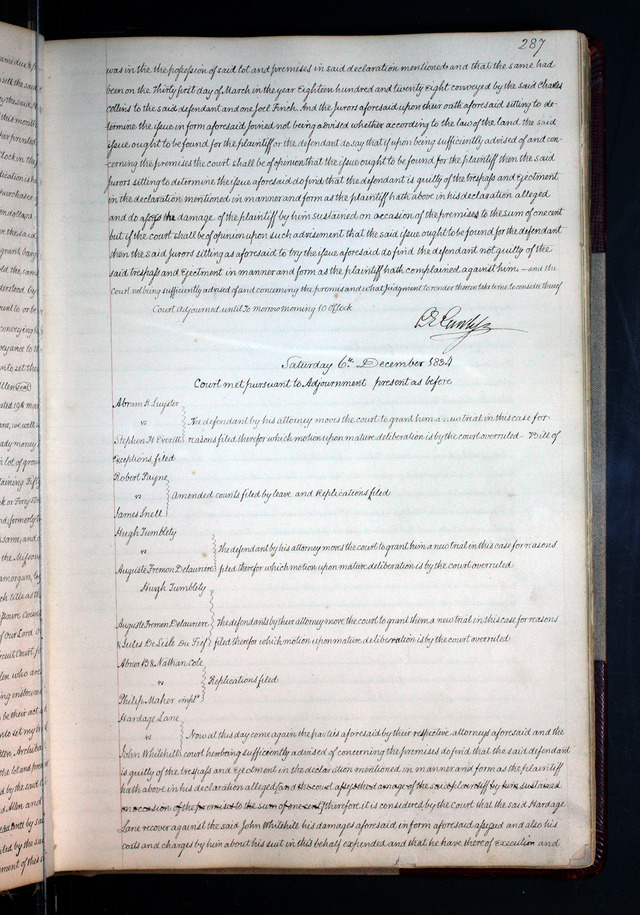 287
was in the the possession of said lot and premises in said declaration mentioned and that the same had
been on the thirty first day of March in the year Eighteen hundred and twenty eight conveyed by the said Charles
Collins to the said defendant and one Joel Finch. And the Jurors aforesaid upon their oath aforesaid sitting to de-
termine the issue in form aforesaid Joined not being advised whether according to the law of the land the said
issue ought to be found for the plaintiff or the defendant do say that if upon being sufficiently advised of and con-
cerning the premises the court shall be of opinion that the issue ought to be found for the plaintiff then the said
Jurors sitting to determine the issue aforesaid do find that the defendant is guilty of the trespass and Ejectment
in the declaration mentioned in manner and form as the plaintiff hath above in his declaration alleged
and do assess the damage of the plaintiff by him sustained on occasion of the premises to the sum of one cent
but if the court shall be of opinion upon such advisement that the said issue ought to be found for the defendant
then the said Jurors sitting as aforesaid to try the issue aforesaid do find the defendant not guilty of the
said trespass and Ejectment in manner and form as the plaintiff hath complained against him. — and the
Court not being sufficiently advised of and concerning the premises and what Judgment to render therein take time to consider thereof
Court Adjourned until To morrow morning 10 O'Clock
Saturday 6th December 1834
Court met pursuant to Adjournment present as before
Abram R Luyster
vs
The defendant by his attorney moves the court to grant him a new trial in this case for
Stephen H Everitt reasons filed therefor which motion upon mature deliberation is by the court overruled — Bill of
Exceptions filed
Robert Payne
vs
Amended counts filed by leave and Replications filed
James Snell
Hugh Tumblety
vs
The defendant by his attorney moves the court to grant him a new trial in this case for reasons
Auguste Fremon Delauriere filed therefor which motion upon mature deliberation is by the court overruled
Hugh Tumblety
Auguste Fremon Delauriere The defendants by their attorney move the court to grant them a new trial in this case for reasons
& Jules De Lisle Du Fief filed therefor which motion upon mature deliberation is by the court overruled
Abner B & Nathan Cole
vs
Replications filed
Philip Maher
Hardage Lane
vs
Now at this day come again the parties aforesaid by their respective attorneys aforesaid and the
John Whitehill court her being sufficiently advised of concerning the premises do find that the said defendant
is guilty of the trespass and Ejectment in the declaration mentioned in manner and form as the plaintiff
hath above in his declaration alleged (and the court assess the damage of the said plaintiff by him sustained
on occasion of the premises to the sum of one cent) therefore it is considered by the Court that the said Hardage
Lane recover against the said John Whitehill his damages aforesaid in form aforesaid assessed and also his
costs and charges by him about his suit in this behalf expended and that he have there of Execution and